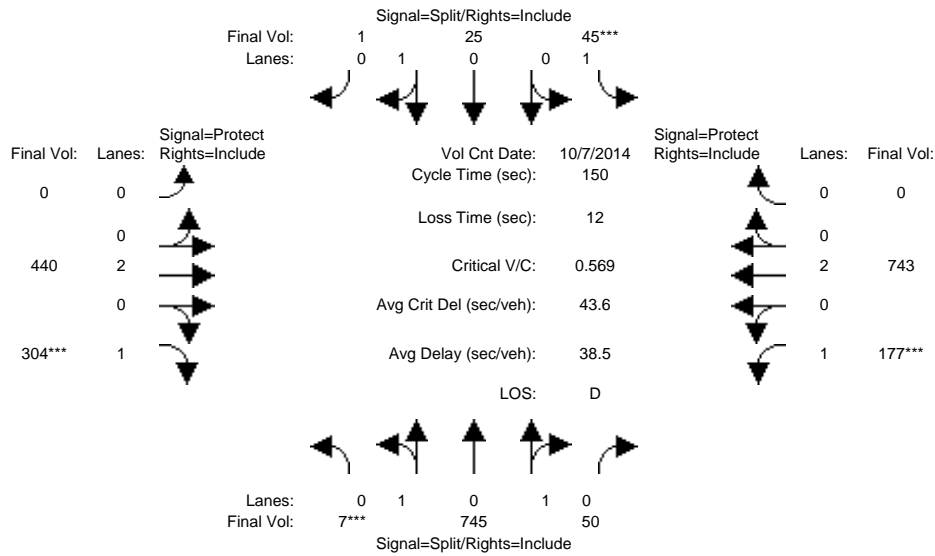 Signal=Split/Rights=Include
Final Vol: 1 25 45***
Lanes: 0 1 0 0 1
Signal=Protect
Final Vol: Lanes: Rights=Include
Vol Cnt Date: 10/7/2014
Signal=Protect
Rights=Include Lanes: Final Vol:
Cycle Time (sec): 150
0 0
0 0
Loss Time (sec): 12
0
0
440 2
Critical V/C: 0.569
2 743
0
Avg Crit Del (sec/veh): 43.6
0
304*** 1
Avg Delay (sec/veh): 38.5
1 177***
LOS: D
Lanes: 0 1 0 1 0
Final Vol: 7*** 745 50
Signal=Split/Rights=Include